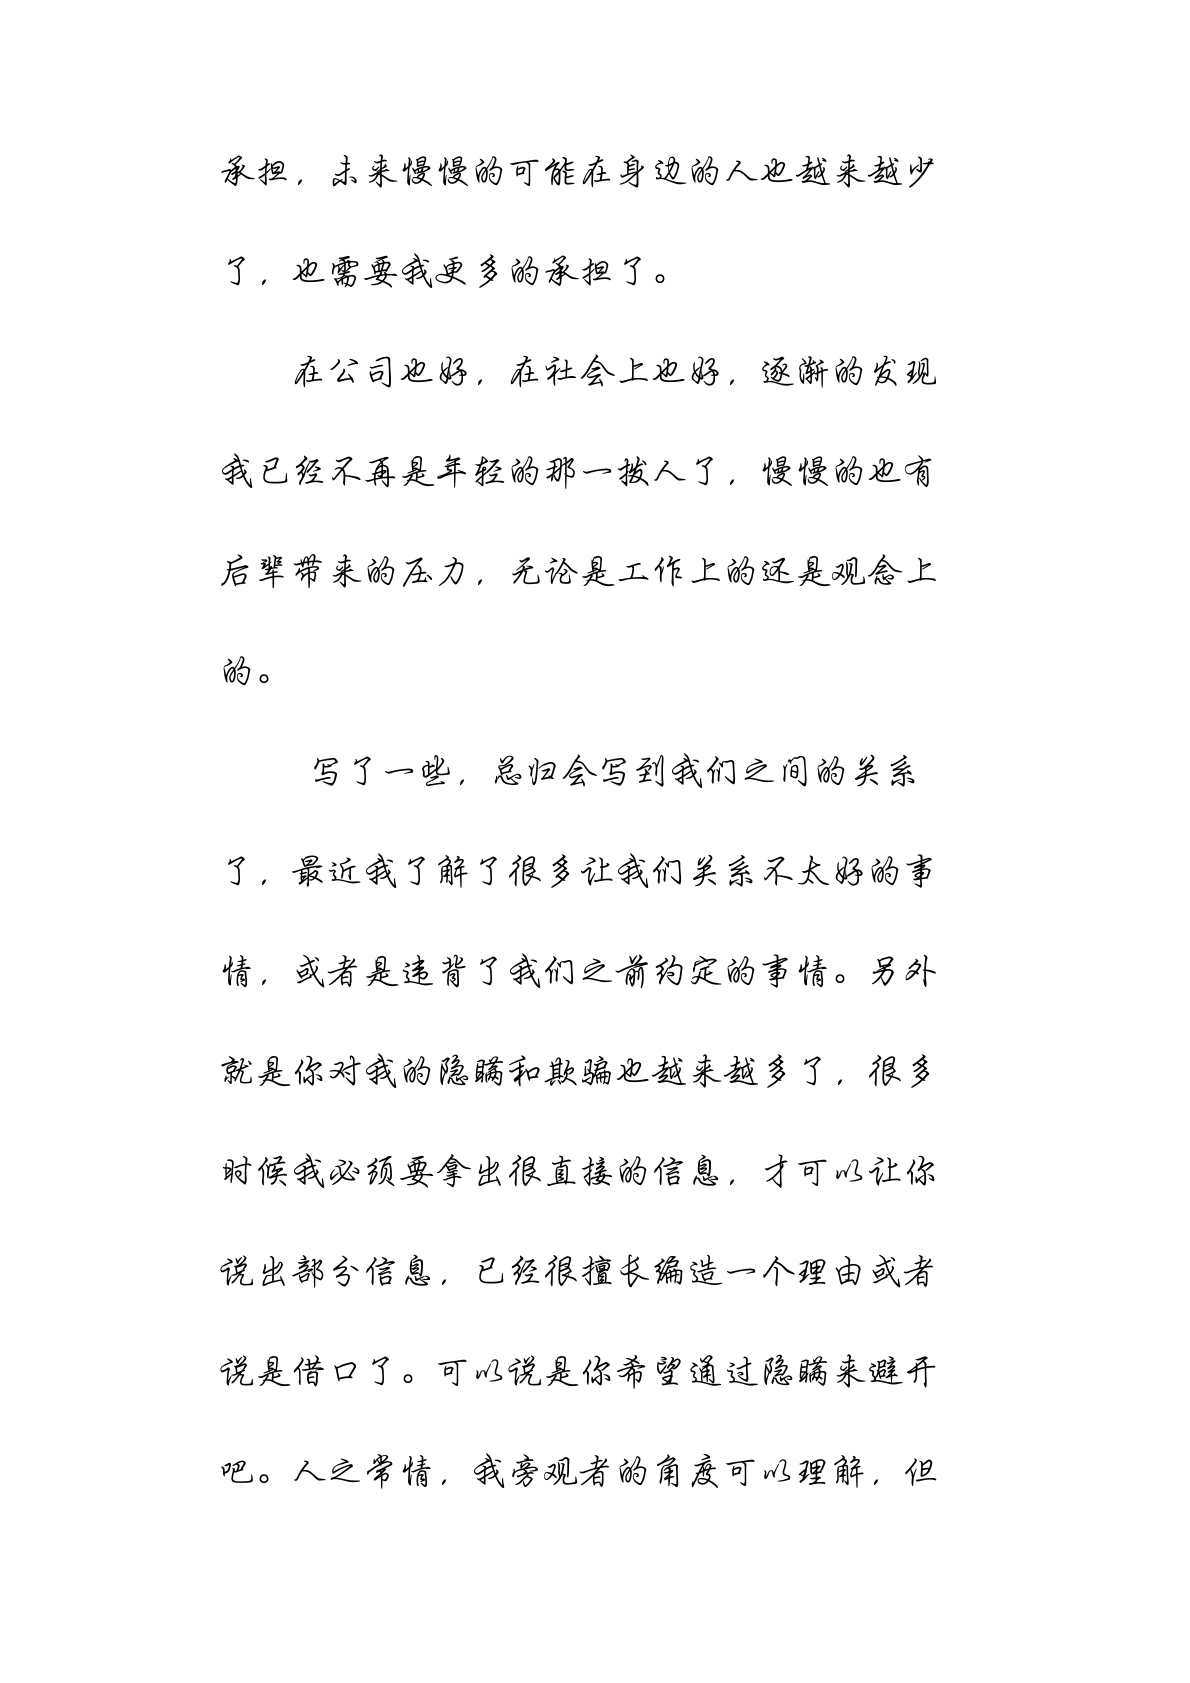 承担，未来慢慢的可能在身边的人也越来越少
了，也需要我更多的承担了。
在公司也好，在社会上也好，逐渐的发现
我已经不再是年轻的那一拨人了，慢慢的也有
后辈带来的压力，无论是工作上的还是观念上
的。
写了一些，总归会写到我们之间的关系
了，最近我了解了很多让我们关系不太好的事
情，或者是违背了我们之前约定的事情。另外
就是你对我的隐瞒和欺骗也越来越多了，很多
时候我必须要拿出很直接的信息，才可以让你
说出部分信息，已经很擅长编造一个理由或者
说是借口了。可以说是你希望通过隐瞒来避开
吧。人之常情，我旁观者的角度可以理解，但